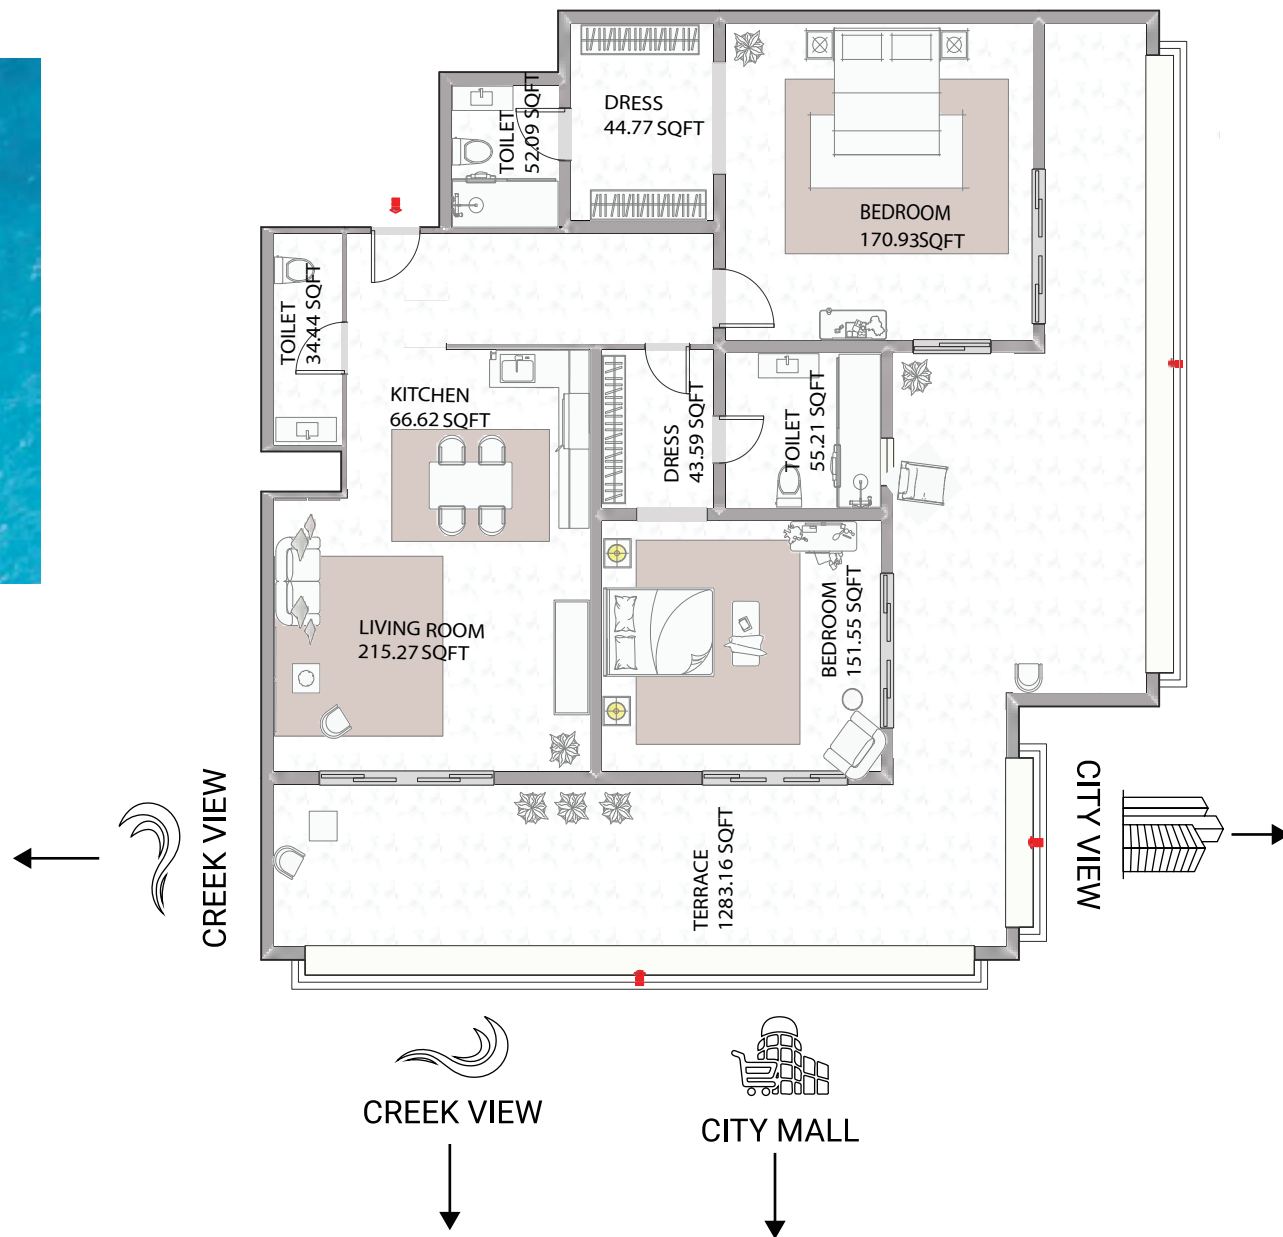 DRESS
44.77 SQFT
TOILET
52.09 SQFT
BEDROOM
170.93SQFT
TOILET
34.44 SQFT
KITCHEN
66.62 SQFT
DRESS
43.59 SQFT
TOILET
55.21 SQFT
LIVING ROOM
215.27 SQFT
BEDROOM
151.55 SQFT
TERRACE
1283.16 SQFT
CREEK VIEW
CITY VIEW
CREEK VIEW
CITY MALL